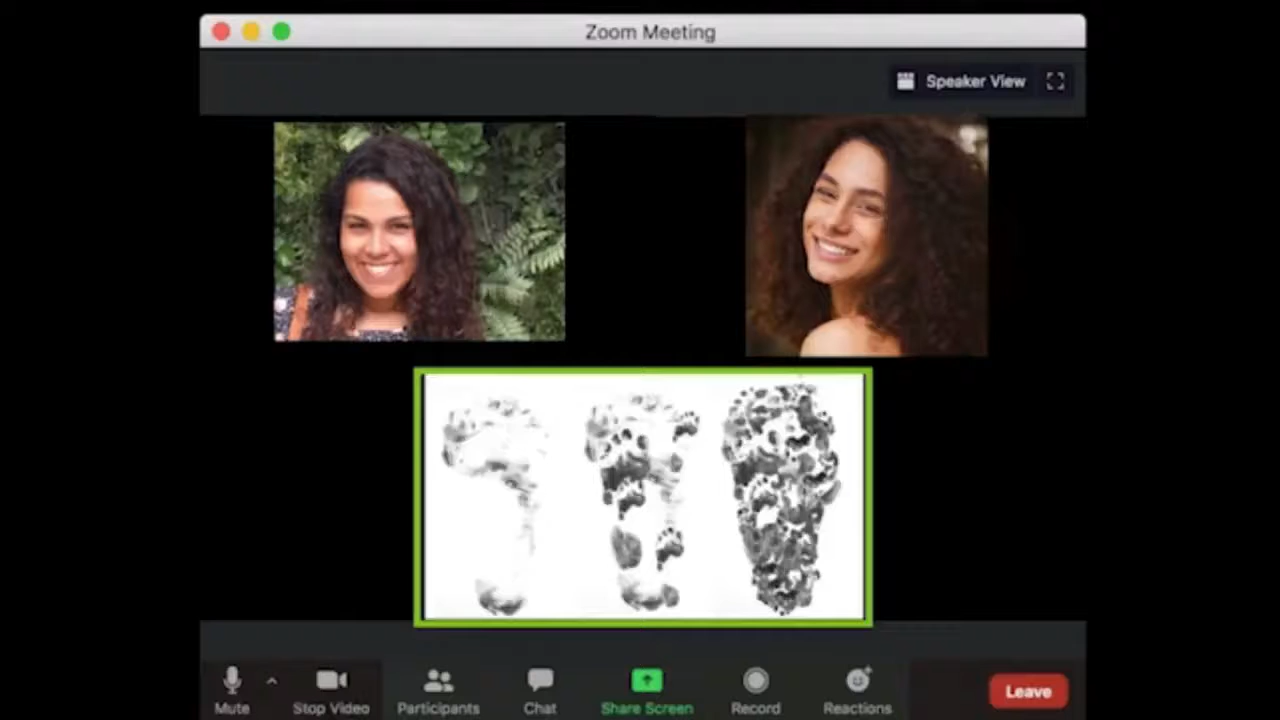 Zoom Meeting
Speaker View
Mute
Stop Video
Participants
Chat
Share Screen
Record
Reactions
Leave